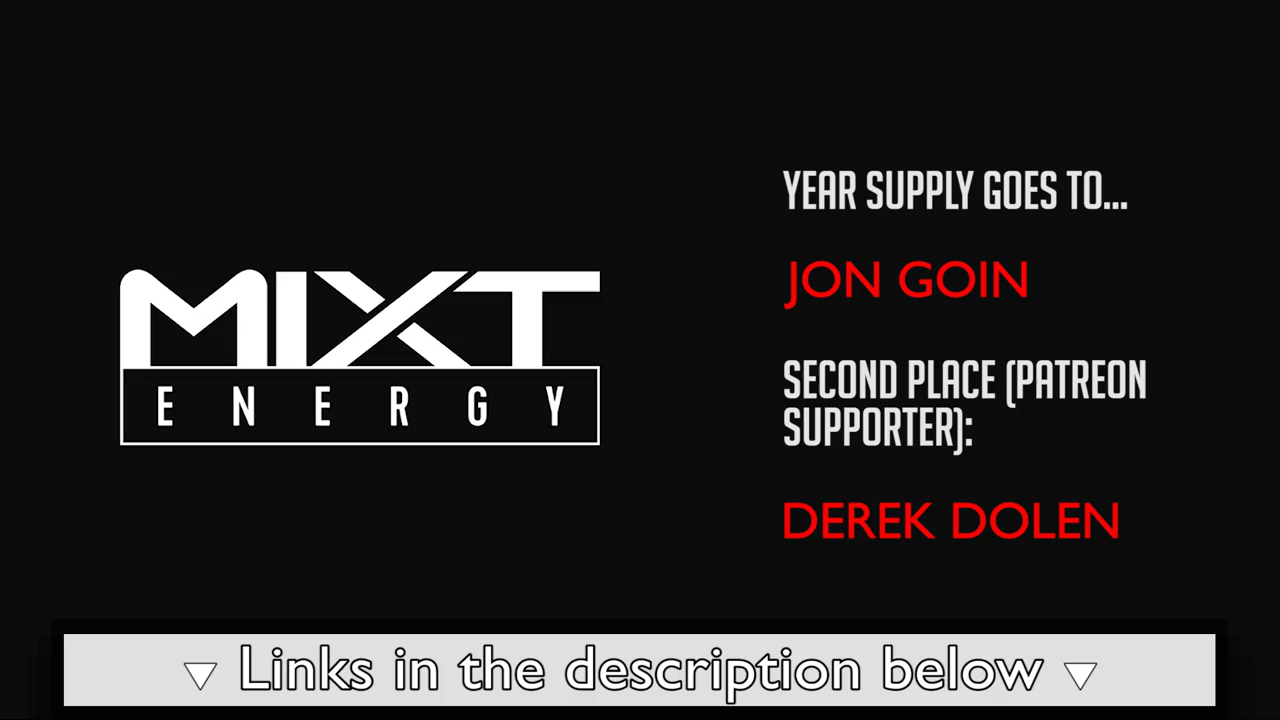 MIXT
ENERGY
YEAR SUPPLY GOES TO...
JON GOIN
SECOND PLACE (PATREON
SUPPORTER):
DEREK DOLEN
Links in the description below